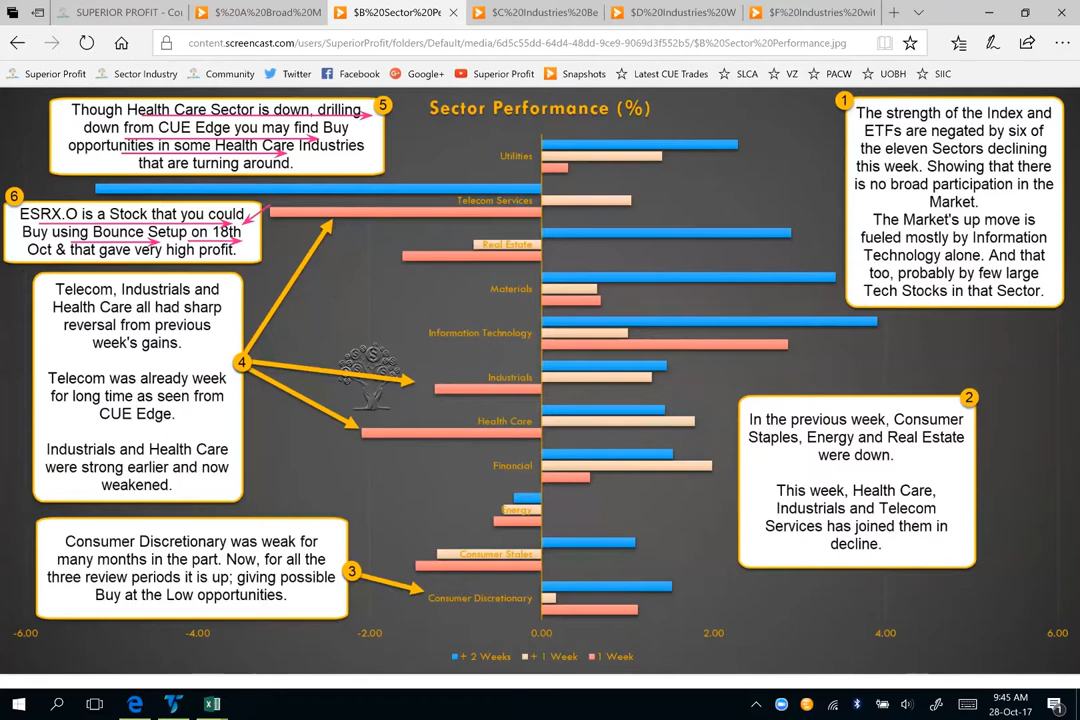 SUPERIOR PROFIT - Cou
$%20A%20Broad%20M
$%20B%20Sector%20Pe
$%20C%20Industries%20Be
$%20D%20Industries%20W
$%20F%20Industries%20wit
content.screencast.com/users/SuperiorProfit/folders/Default/media/6d5c55dd-64d4-48dd-9ce9-9069d3f552b5/$B%20Sector%20Performance.jpg
Superior Profit
Sector Industry
Community
Twitter
Facebook
Google+
Superior Profit
Snapshots
Latest CUE Trades
SLCA
VZ
PACW
UOBH
SIIC
Sector Performance (%)
5
Though Health Care Sector is down, drilling
down from CUE Edge you may find Buy
opportunities in some Health Care Industries
that are turning around.
6
ESRX.O is a Stock that you could
Buy using Bounce Setup on 18th
Oct & that gave very high profit.
Telecom, Industrials and
Health Care all had sharp
reversal from previous
week's gains.
Telecom was already week
for long time as seen from
CUE Edge.
Industrials and Health Care
were strong earlier and now
weakened.
4
Consumer Discretionary was weak for
many months in the part. Now, for all the
three review periods it is up; giving possible
Buy at the Low opportunities.
3
Utilities
Telecom Services
Real Estate
Materials
Information Technology
Industrials
Health Care
Financial
Energy
Consumer Stales
Consumer Discretionary
1
The strength of the Index and
ETFs are negated by six of
the eleven Sectors declining
this week. Showing that there
is no broad participation in the
Market.
The Market's up move is
fueled mostly by Information
Technology alone. And that
too, probably by few large
Tech Stocks in that Sector.
2
In the previous week, Consumer
Staples, Energy and Real Estate
were down.
This week, Health Care,
Industrials and Telecom
Services has joined them in
decline.
-6.00
-4.00
-2.00
0.00
2.00
4.00
6.00
+ 2 Weeks
+ 1 Week
1 Week
9:45 AM
28-Oct-17
1